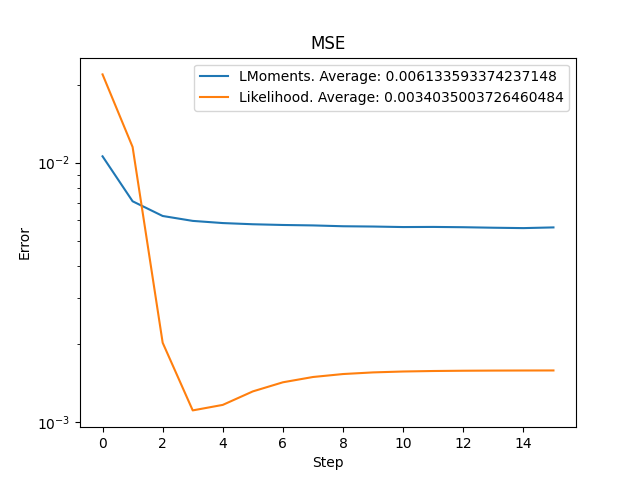 MSE
LMoments. Average: 0.006133593374237148
Likelihood. Average: 0.0034035003726460484
10⁻²
10⁻³
Error
0 2 4 6 8 10 12 14
Step